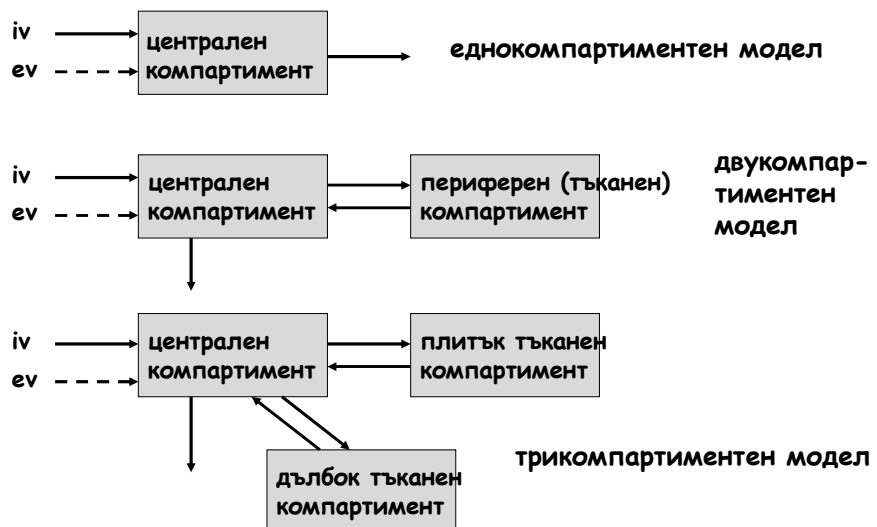 iv
ev
централен
компартимент
еднокомпартиментен модел
iv
ev
централен
компартимент
периферен (тъканен)
компартимент
двукомпар-
тиментен
модел
iv
ev
централен
компартимент
плитък тъканен
компартимент
дълбок тъканен
компартимент
трикомпартиментен модел